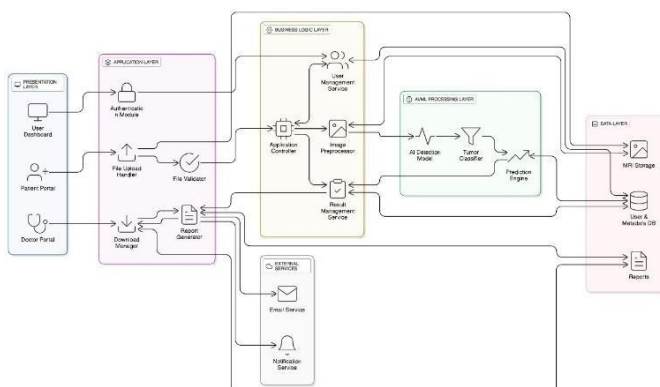 PRESENTATION
LAYER
User
Dashboard
Patient Portal
Doctor Portal
APPLICATION LAYER
Authenticatio
n Module
File Upload
Handler
File Validator
Download
Manager
Report
Generator
BUSINESS LOGIC LAYER
User
Management
Service
Application
Controller
Image
Preprocessor
Result
Management
Service
EXTERNAL
SERVICES
Email Service
Notification
Service
AI/ML PROCESSING LAYER
AI Detection
Model
Tumor
Classifier
Prediction
Engine
DATA LAYER
MRI Storage
User &
Metadata DB
Reports